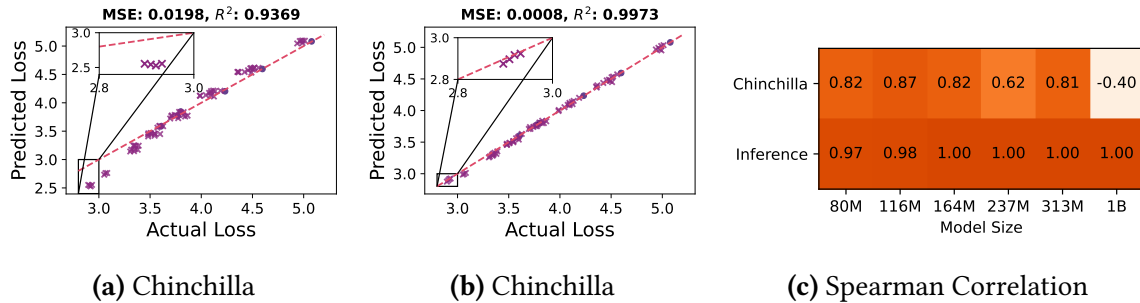 MSE: 0.0198, R²: 0.9369
Predicted Loss
5.0
4.5
4.0
3.5
3.0
2.5
3.0
2.5
2.8
3.0
3.0 3.5 4.0 4.5 5.0
Actual Loss
(a) Chinchilla
MSE: 0.0008, R²: 0.9973
Predicted Loss
5.0
4.5
4.0
3.5
3.0
3.0
2.8
2.8
3.0
3.0 3.5 4.0 4.5 5.0
Actual Loss
(b) Chinchilla
Chinchilla 0.82 0.87 0.82 0.62 0.81 -0.40
Inference 0.97 0.98 1.00 1.00 1.00 1.00
80M 116M 164M 237M 313M 1B
Model Size
(c) Spearman Correlation